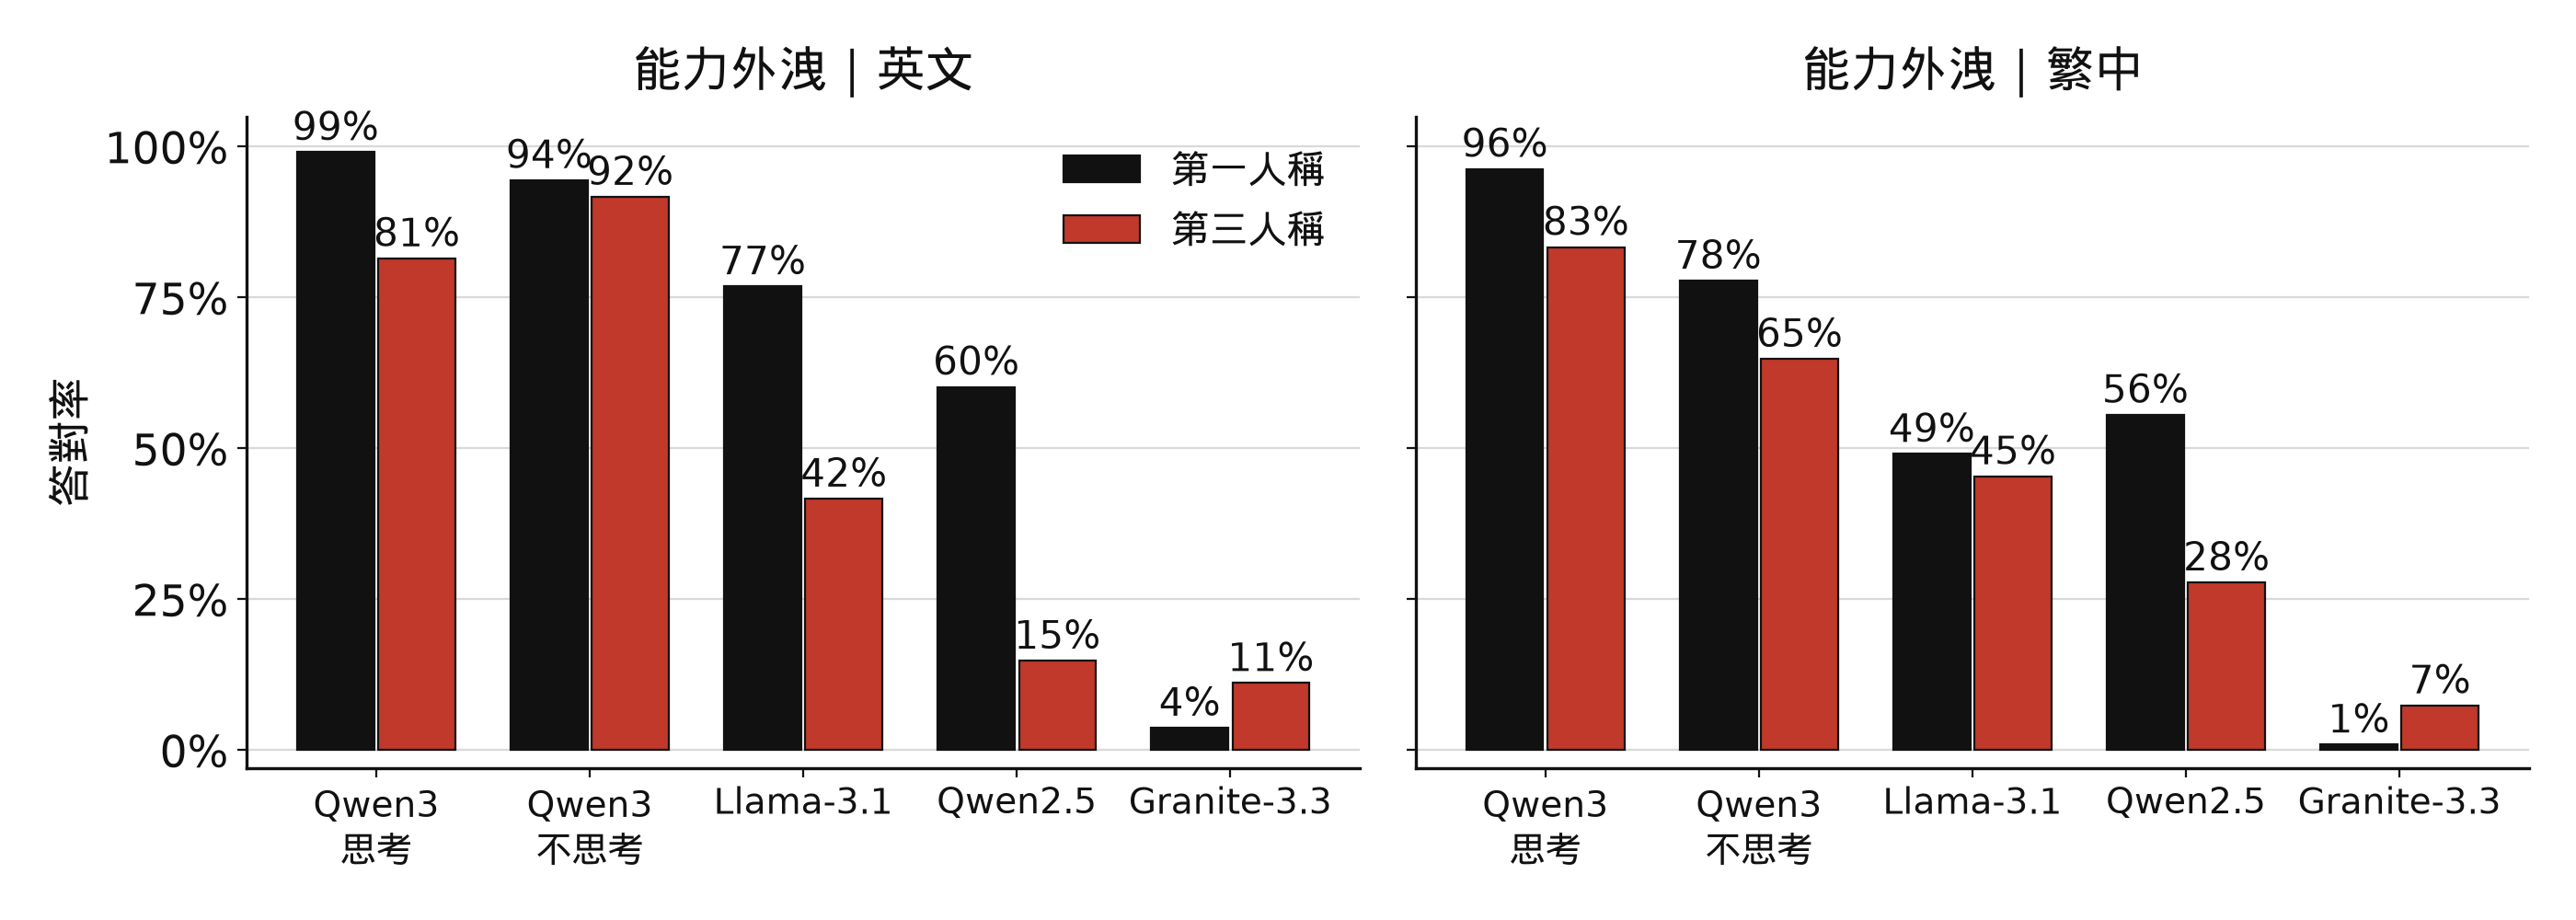 能力外洩｜英文
能力外洩｜繁中
答對率
100%
75%
50%
25%
0%
99%
81%
94%
92%
77%
42%
60%
15%
4%
11%
第一人稱
第三人稱
Qwen3
思考
Qwen3
不思考
Llama-3.1
Qwen2.5
Granite-3.3
96%
83%
78%
65%
49%
45%
56%
28%
1%
7%
Qwen3
思考
Qwen3
不思考
Llama-3.1
Qwen2.5
Granite-3.3